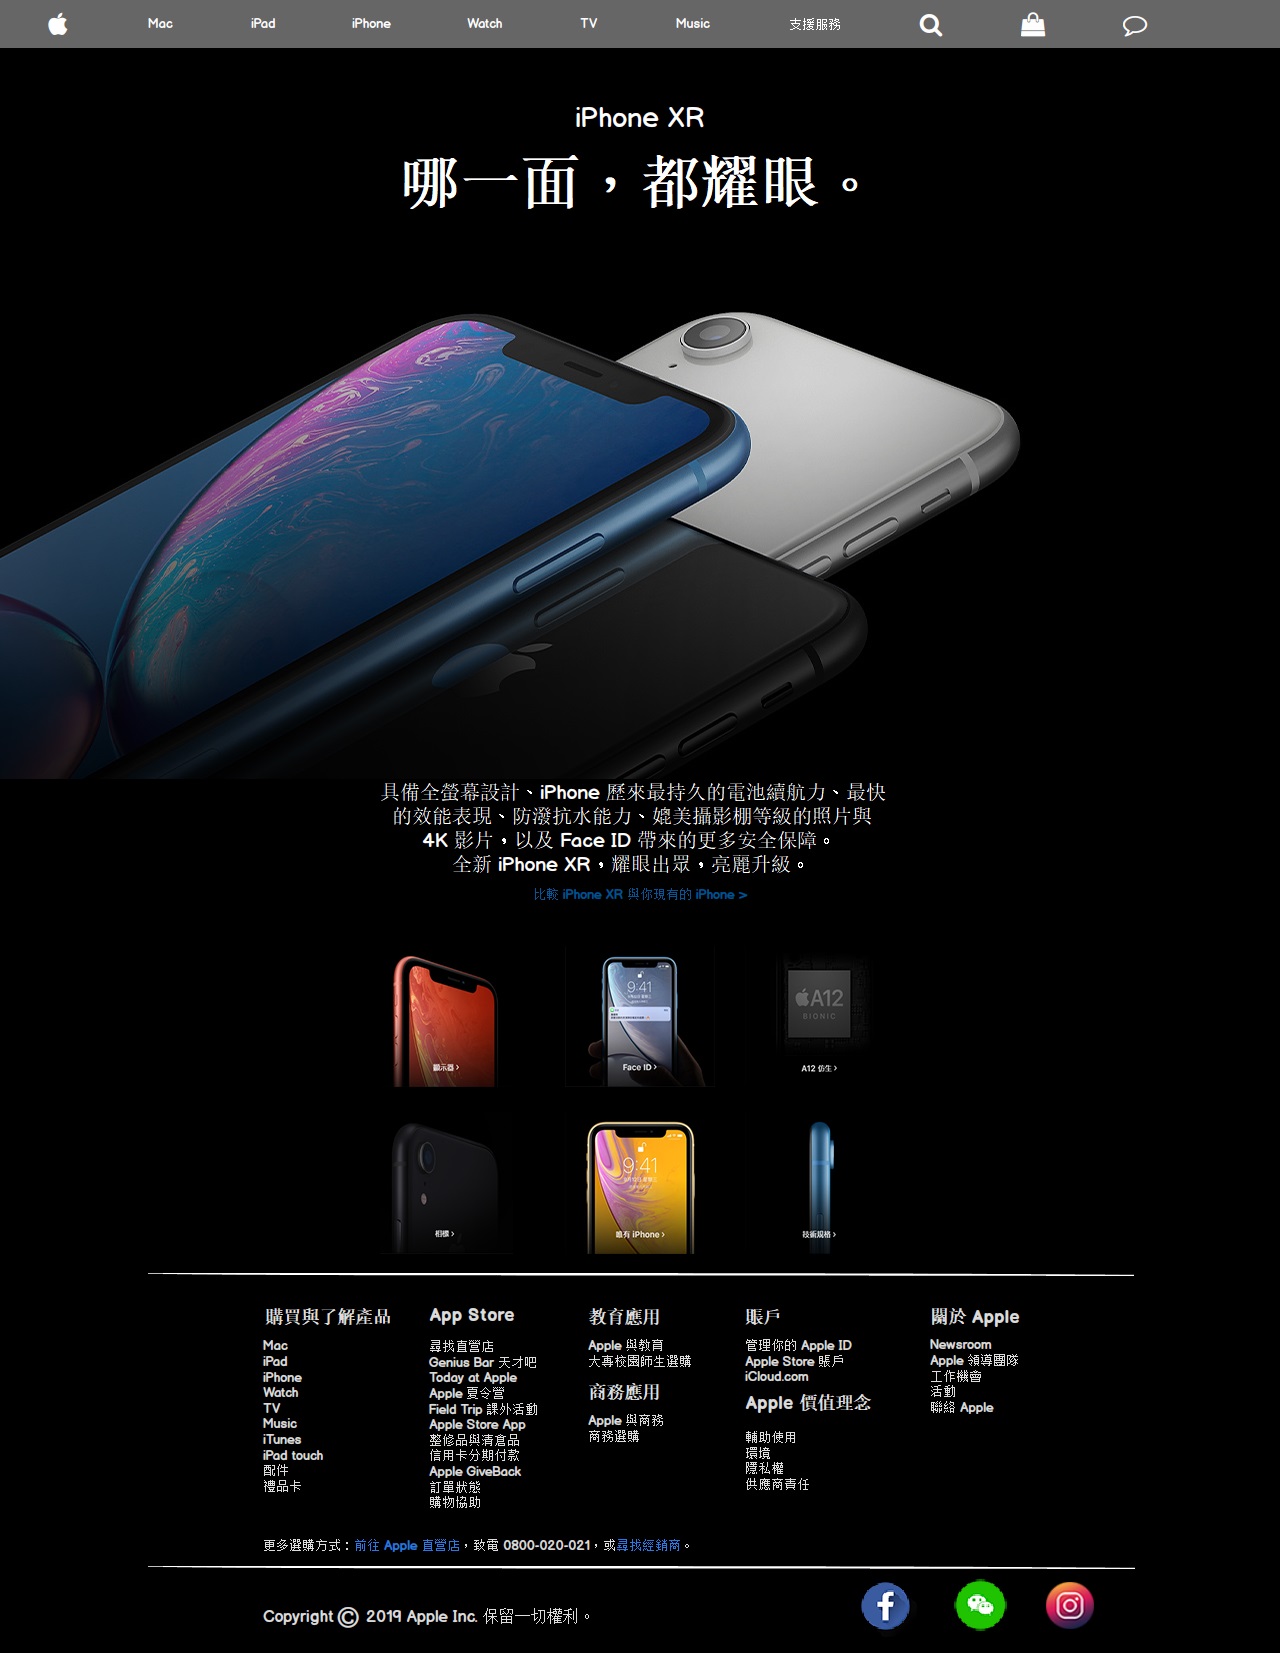 Mac iPad iPhone Watch TV Music 支援服務
iPhone XR
哪一面，都耀眼。
具備全螢幕設計、iPhone 歷來最持久的電池續航力、最快
的效能表現、防潑抗水能力、媲美攝影棚等級的照片與
4K 影片，以及 Face ID 帶來的更多安全保障。
全新 iPhone XR，耀眼出眾，亮麗升級。
比較 iPhone XR 與你現有的 iPhone >
9:41
A12
BIONIC
顯示器 ›
Face ID ›
A12 仿生 ›
9:41
相機 ›
唯有 iPhone ›
技術規格 ›
購買與了解產品
Mac
iPad
iPhone
Watch
TV
Music
iTunes
iPad touch
配件
禮品卡
App Store
尋找直營店
Genius Bar 天才吧
Today at Apple
Apple 夏令營
Field Trip 課外活動
Apple Store App
整修品與清倉品
信用卡分期付款
Apple GiveBack
訂單狀態
購物協助
教育應用
Apple 與教育
大專校園師生選購
商務應用
Apple 與商務
商務選購
賬戶
管理你的 Apple ID
Apple Store 賬戶
iCloud.com
Apple 價值理念
輔助使用
環境
隱私權
供應商責任
關於 Apple
Newsroom
Apple 領導團隊
工作機會
活動
聯絡 Apple
更多選購方式：前往 Apple 直營店，致電 0800-020-021，或尋找經銷商。
Copyright © 2019 Apple Inc. 保留一切權利。